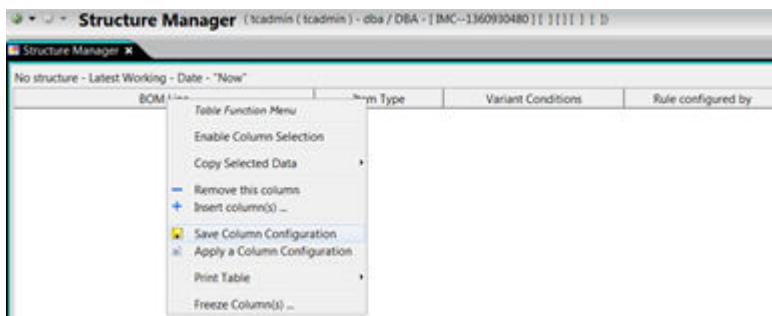 Structure Manager ( tcadmin ( tcadmin ) - dba / DBA - [ IMC--1360930480 ] [ ] [ ] [ ] [ ])
Structure Manager
No structure - Latest Working - Date - "Now"
BOM Line Item Type Variant Conditions Rule configured by
Table Function Menu
Enable Column Selection
Copy Selected Data
Remove this column
Insert column(s) ...
Save Column Configuration
Apply a Column Configuration
Print Table
Freeze Column(s) ...